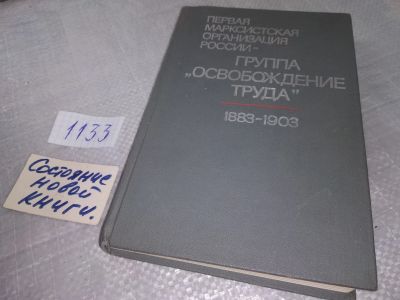 ПЕРВАЯ
МАРКСИСТСКАЯ
ОРГАНИЗАЦИЯ
РОССИИ–
ГРУППА
„ОСВОБОЖДЕНИЕ
ТРУДА”
1883-1903
1133
Состояние
новой
книги.